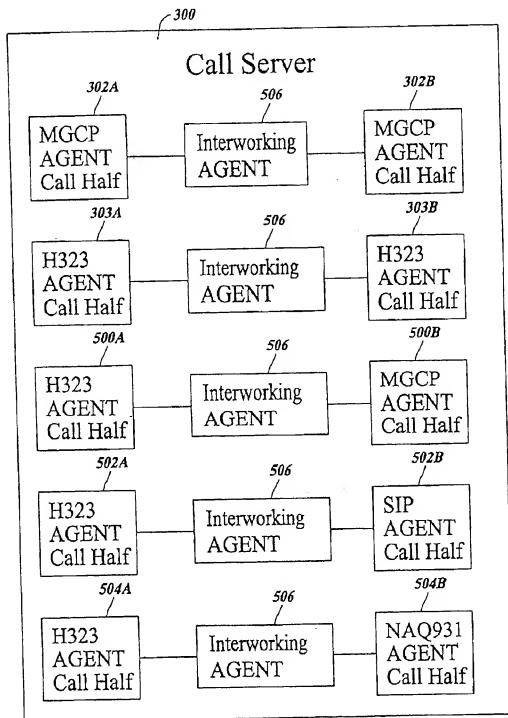 300
Call Server
302A
506
302B
MGCP
AGENT
Call Half
Interworking
AGENT
MGCP
AGENT
Call Half
303A
506
303B
H323
AGENT
Call Half
Interworking
AGENT
H323
AGENT
Call Half
500A
506
500B
H323
AGENT
Call Half
Interworking
AGENT
MGCP
AGENT
Call Half
502A
506
502B
H323
AGENT
Call Half
Interworking
AGENT
SIP
AGENT
Call Half
504A
506
504B
H323
AGENT
Call Half
Interworking
AGENT
NAQ931
AGENT
Call Half